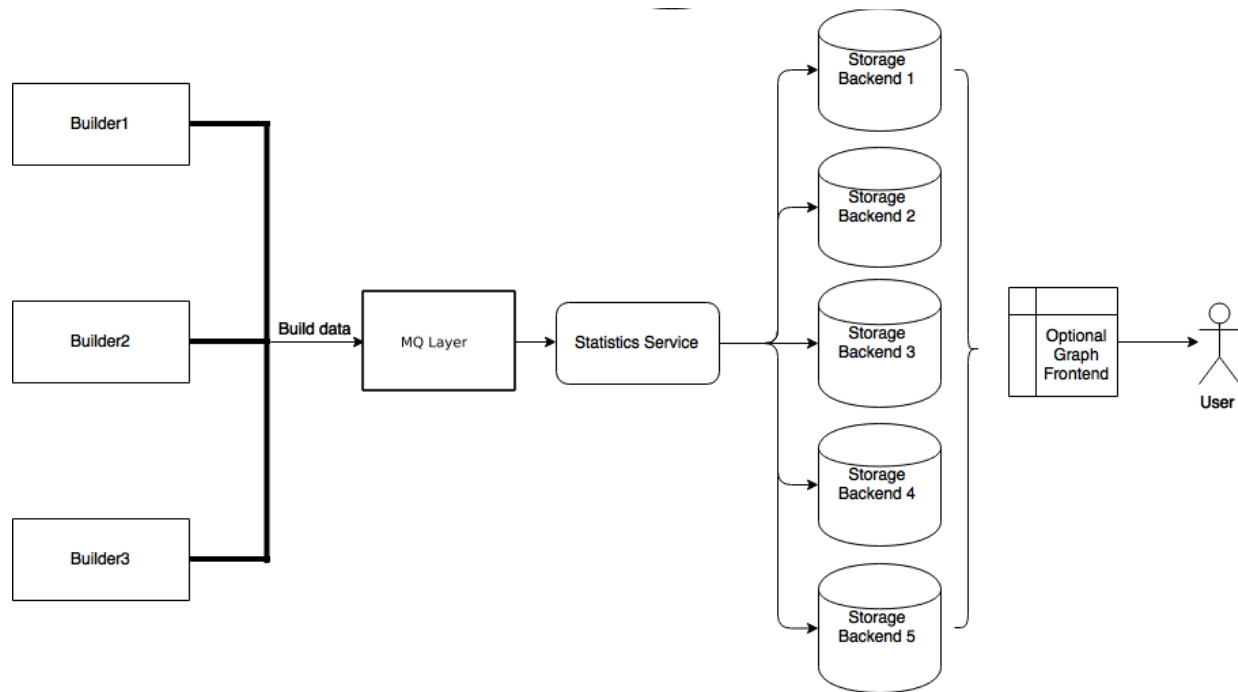 Builder1
Builder2
Builder3
Build data
MQ Layer
Statistics Service
Storage
Backend 1
Storage
Backend 2
Storage
Backend 3
Storage
Backend 4
Storage
Backend 5
Optional
Graph
Frontend
User